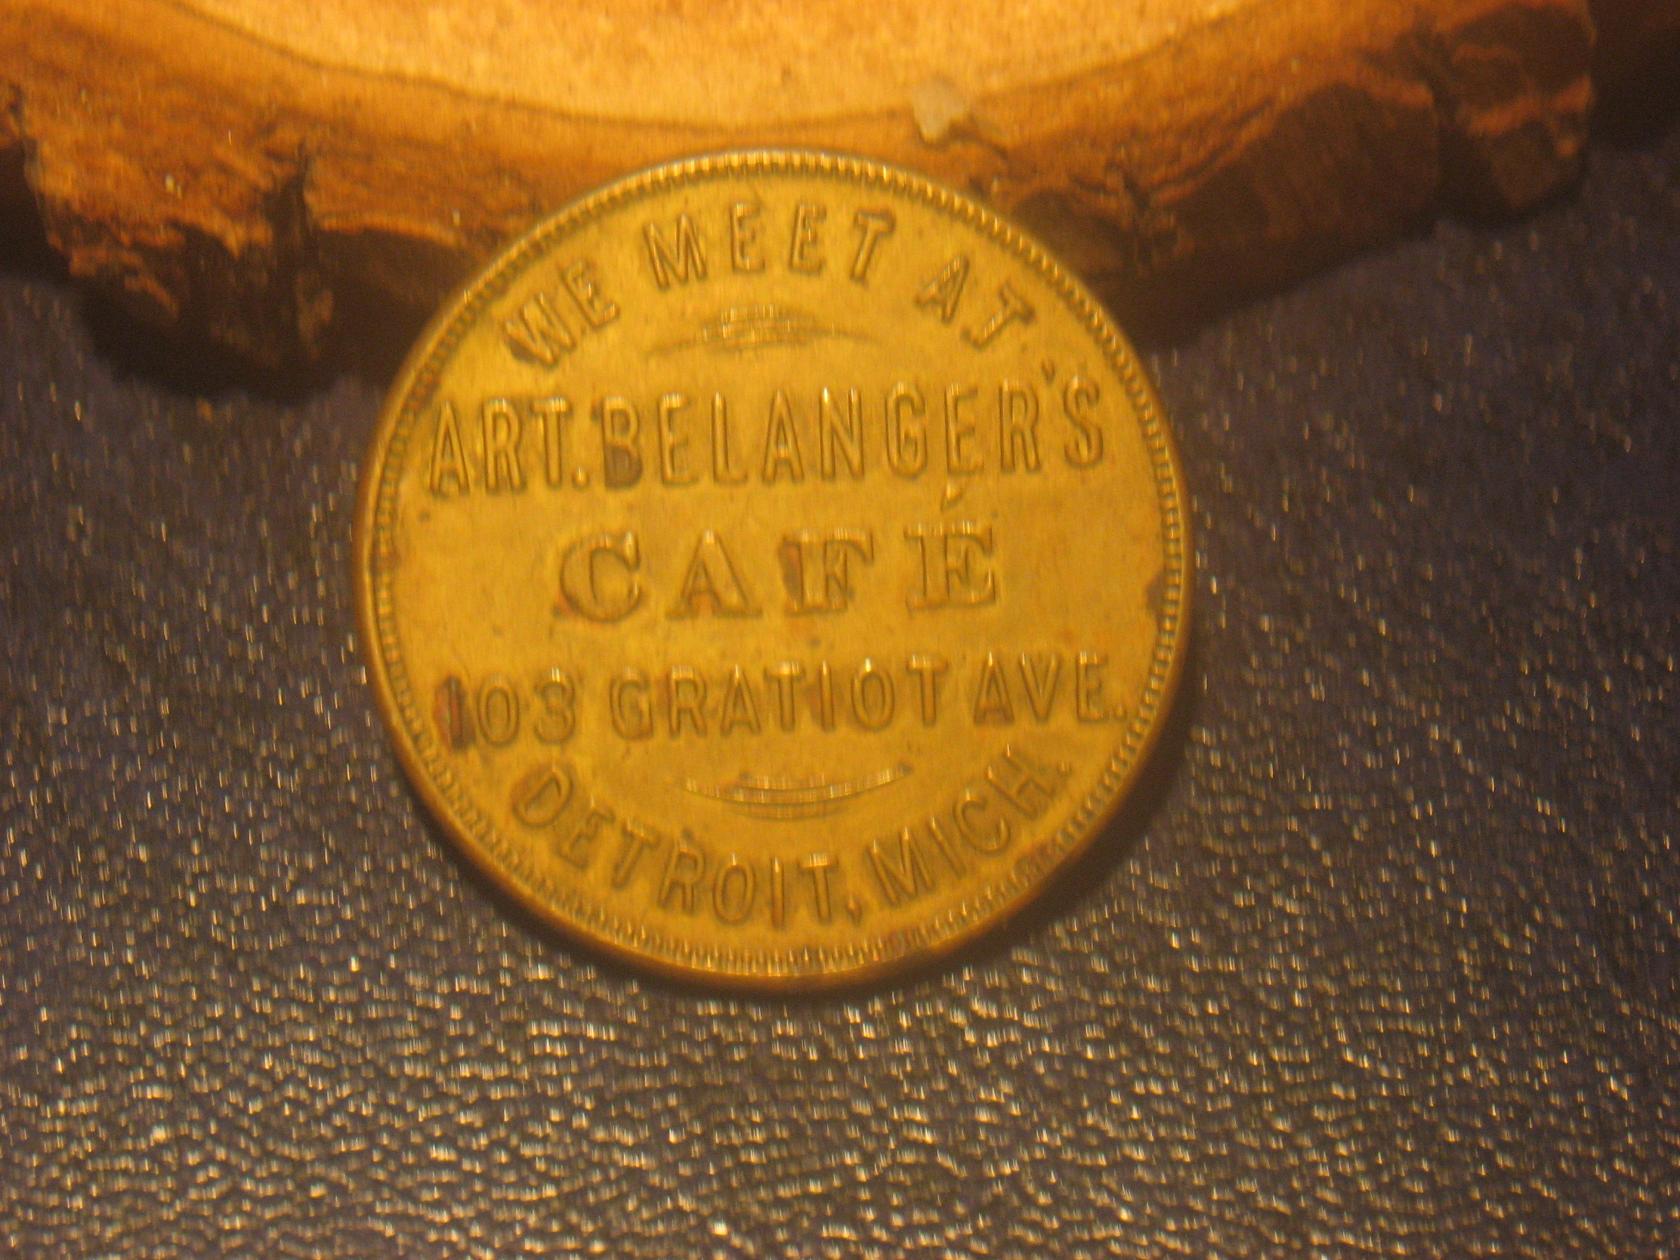 WE MEET AT
ART. BELANGER'S
CAFÉ
103 GRATIOT AVE.
DETROIT, MICH.